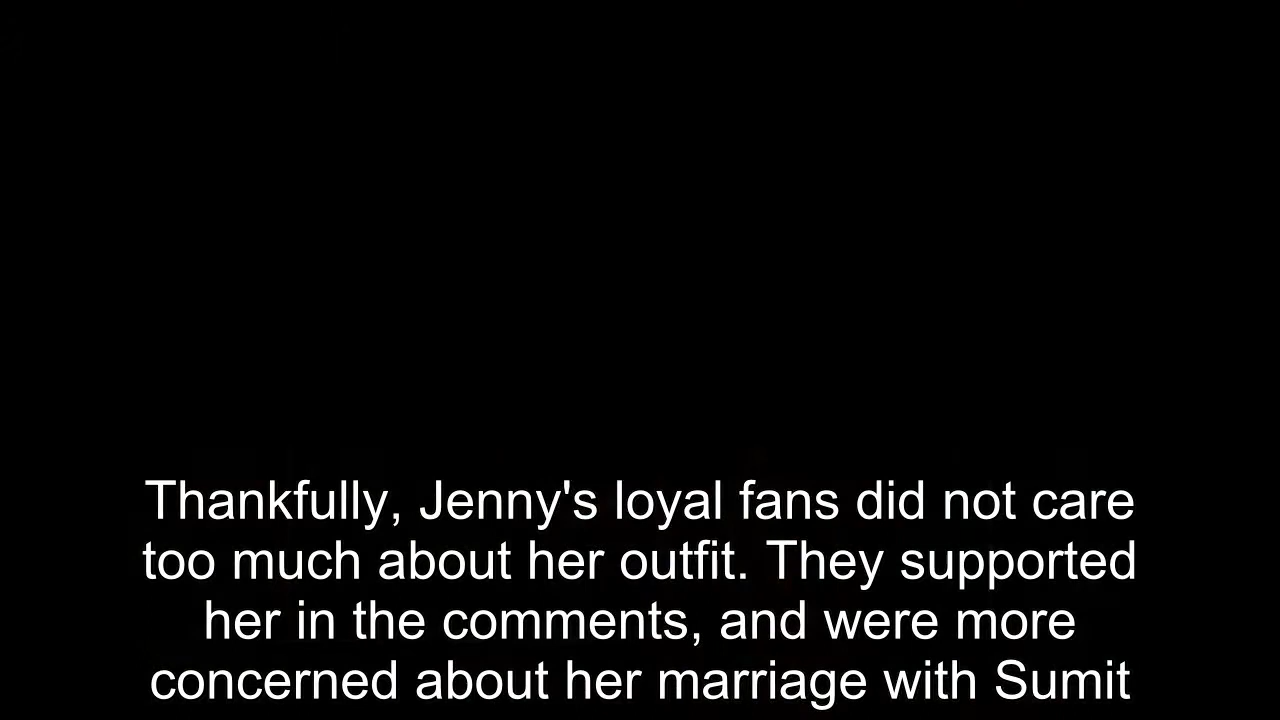 Thankfully, Jenny's loyal fans did not care
too much about her outfit. They supported
her in the comments, and were more
concerned about her marriage with Sumit